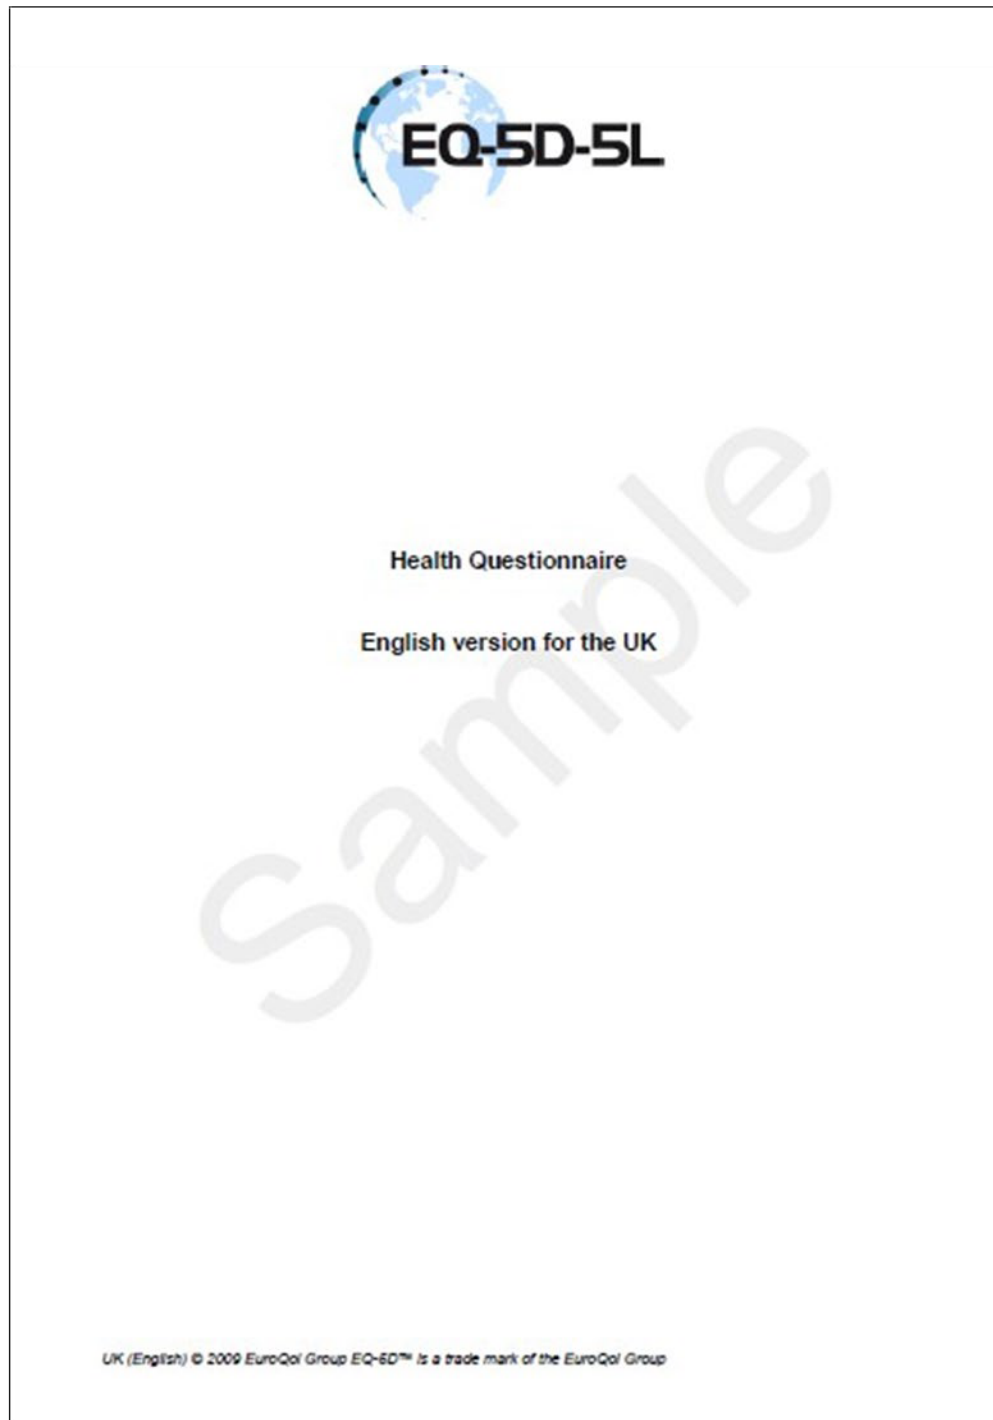 EQ-5D-5L
Health Questionnaire
English version for the UK
Sample
UK (English) © 2009 EuroQol Group EQ-5D™ is a trade mark of the EuroQol Group